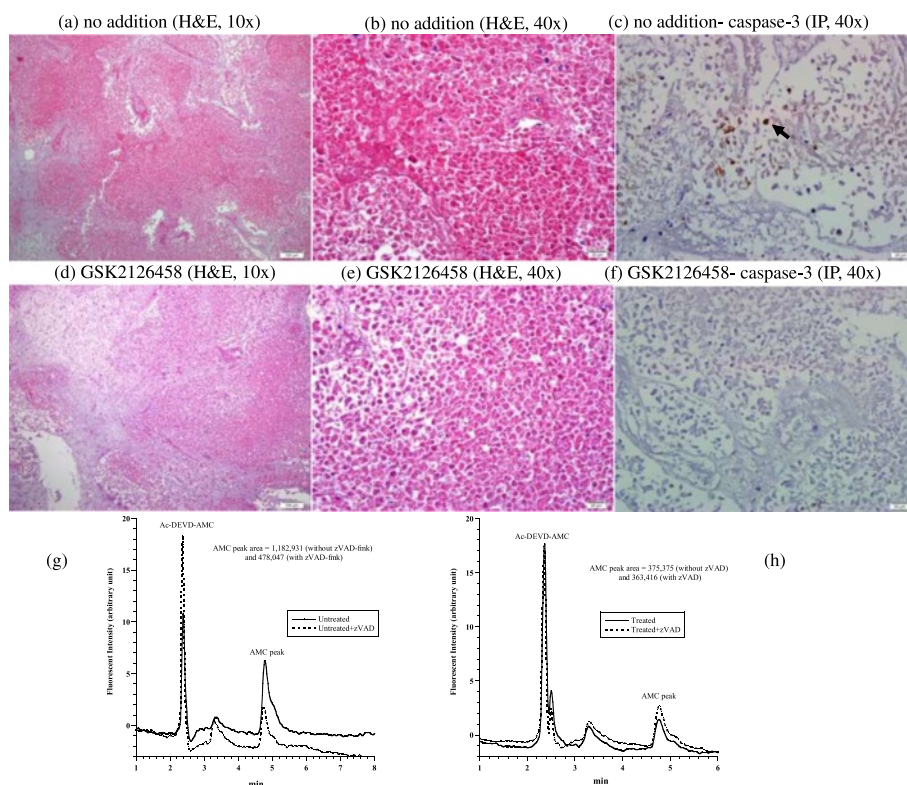 (a) no addition (H&E, 10x)
(b) no addition (H&E, 40x)
(c) no addition- caspase-3 (IP, 40x)
(d) GSK2126458 (H&E, 10x)
(e) GSK2126458 (H&E, 40x)
(f) GSK2126458- caspase-3 (IP, 40x)
(g)
20
15
10
5
0
Fluorescent Intensity (arbitrary unit)
Ac-DEVD-AMC
AMC peak area = 1,182,931 (without zVAD-fnk)
and 478,047 (with zVAD-fnk)
Untreated
Untreated+zVAD
AMC peak
1 2 3 4 5 6 7 8
min
(h)
20
15
10
5
0
Fluorescent Intensity (arbitrary unit)
Ac-DEVD-AMC
AMC peak area = 375,375 (without zVAD)
and 363,416 (with zVAD)
Treated
Treated+zVAD
AMC peak
1 2 3 4 5 6
min